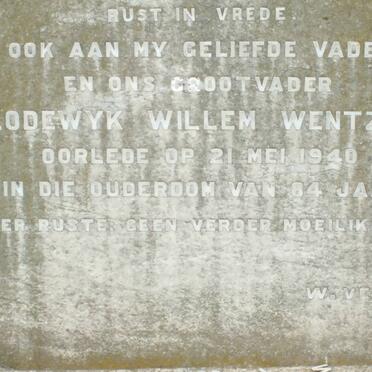 RUST IN VREDE.
OOK AAN MY GELIEFDE VADE
EN ONS GROOTVADER
LODEWYK WILLEM WENTZ
OORLEDE OP 21 MEI 1940
IN DIE OUDERDOM VAN 84 JA
ER RUSTE: GEEN VERDER MOEILIK
W. VE